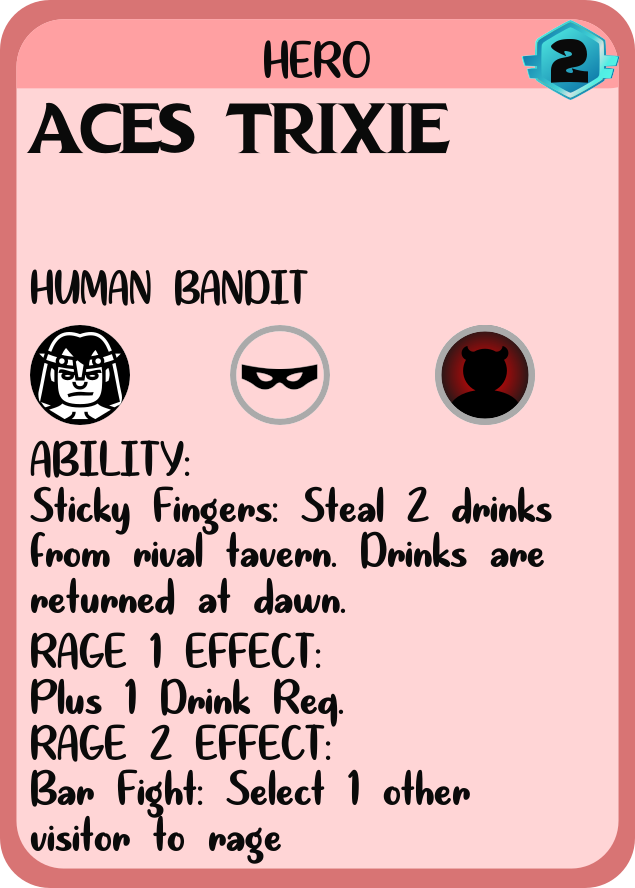 HERO
2
ACES TRIXIE
HUMAN BANDIT
ABILITY:
Sticky Fingers: Steal 2 drinks
from rival tavern. Drinks are
returned at dawn.
RAGE 1 EFFECT:
Plus 1 Drink Req.
RAGE 2 EFFECT:
Bar Fight: Select 1 other
visitor to rage